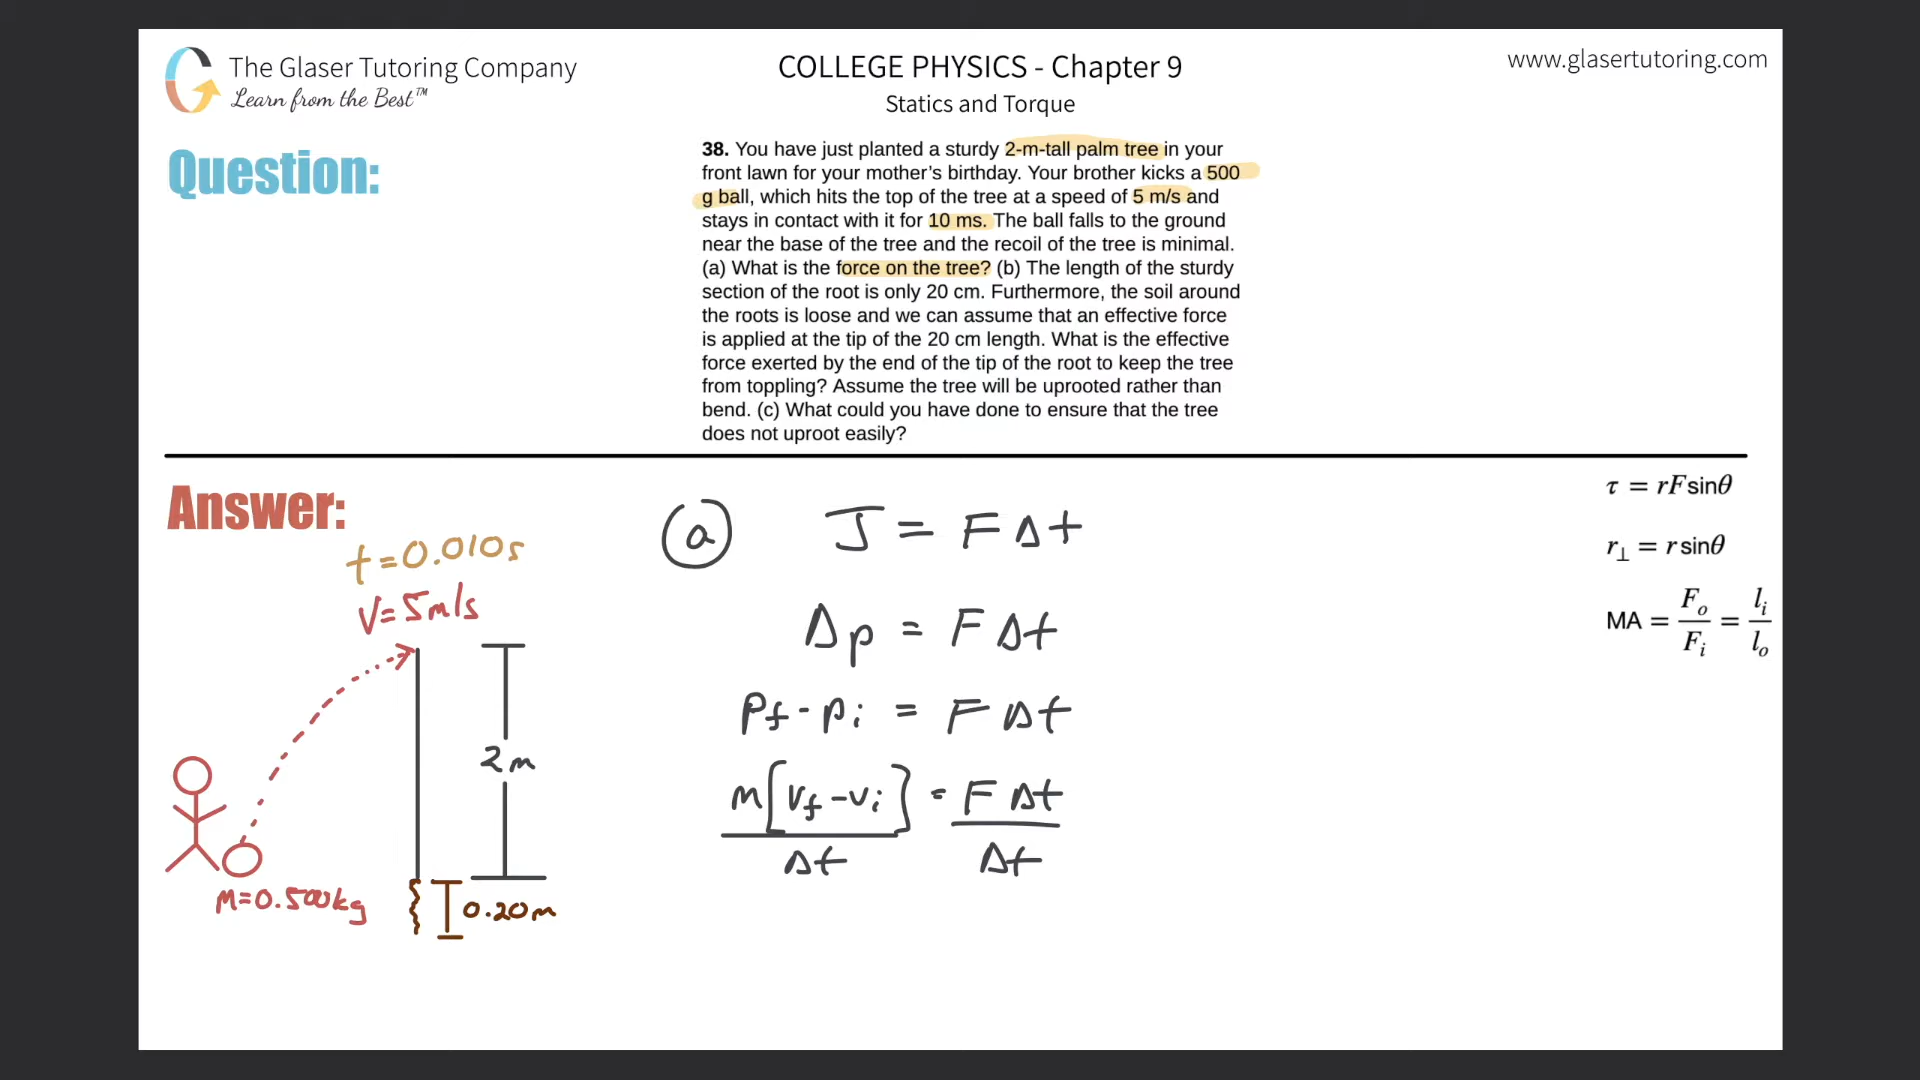 The Glaser Tutoring Company
Learn from the Best™
COLLEGE PHYSICS - Chapter 9
Statics and Torque
www.glasertutoring.com
Question:
38. You have just planted a sturdy 2-m-tall palm tree in your
front lawn for your mother's birthday. Your brother kicks a 500
g ball, which hits the top of the tree at a speed of 5 m/s and
stays in contact with it for 10 ms. The ball falls to the ground
near the base of the tree and the recoil of the tree is minimal.
(a) What is the force on the tree? (b) The length of the sturdy
section of the root is only 20 cm. Furthermore, the soil around
the roots is loose and we can assume that an effective force
is applied at the tip of the 20 cm length. What is the effective
force exerted by the end of the tip of the root to keep the tree
from toppling? Assume the tree will be uprooted rather than
bend. (c) What could you have done to ensure that the tree
does not uproot easily?
Answer:
t=0.010s
V=5m/s
2m
m=0.500kg
0.20m
(a) J = FΔt
Δp = FΔt
Pf - Pi = FΔt
m[vf - vi] = FΔt
Δt Δt
τ = rF sinθ
r⊥ = r sinθ
MA = Fo/Fi = li/lo